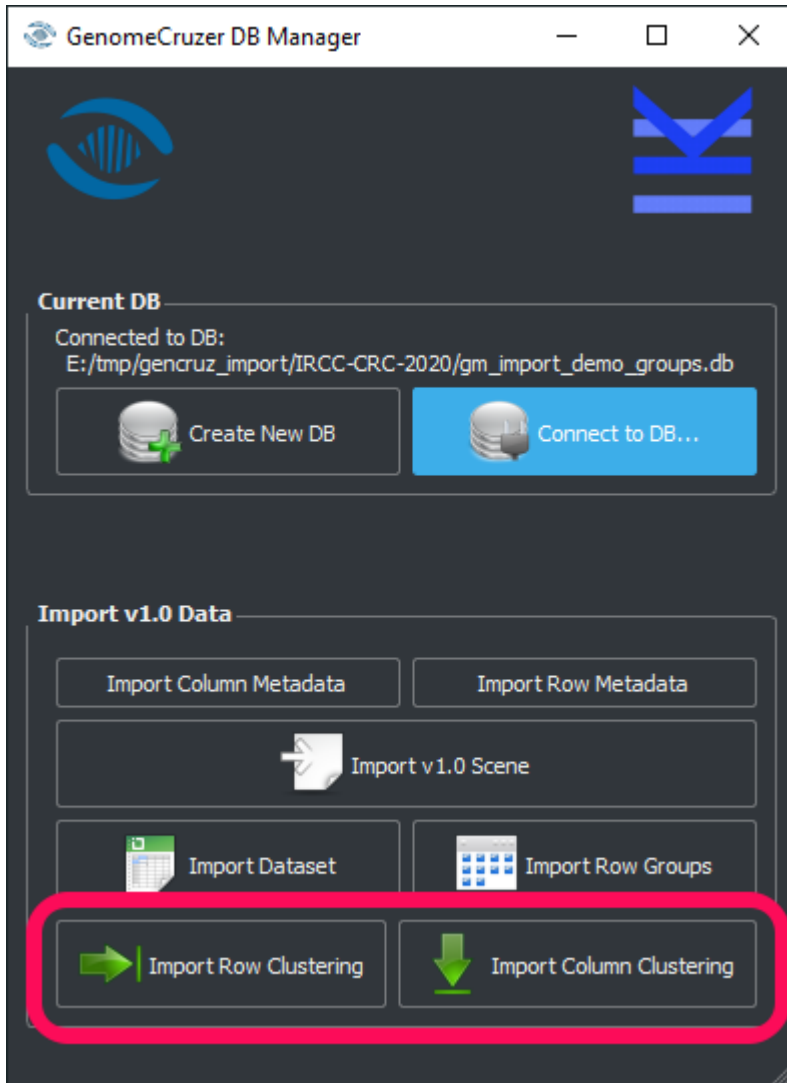 GenomeCruzer DB Manager
Current DB
Connected to DB:
E:/tmp/gencruz_import/IRCC-CRC-2020/gm_import_demo_groups.db
Create New DB
Connect to DB...
Import v1.0 Data
Import Column Metadata
Import Row Metadata
Import v1.0 Scene
Import Dataset
Import Row Groups
Import Row Clustering
Import Column Clustering